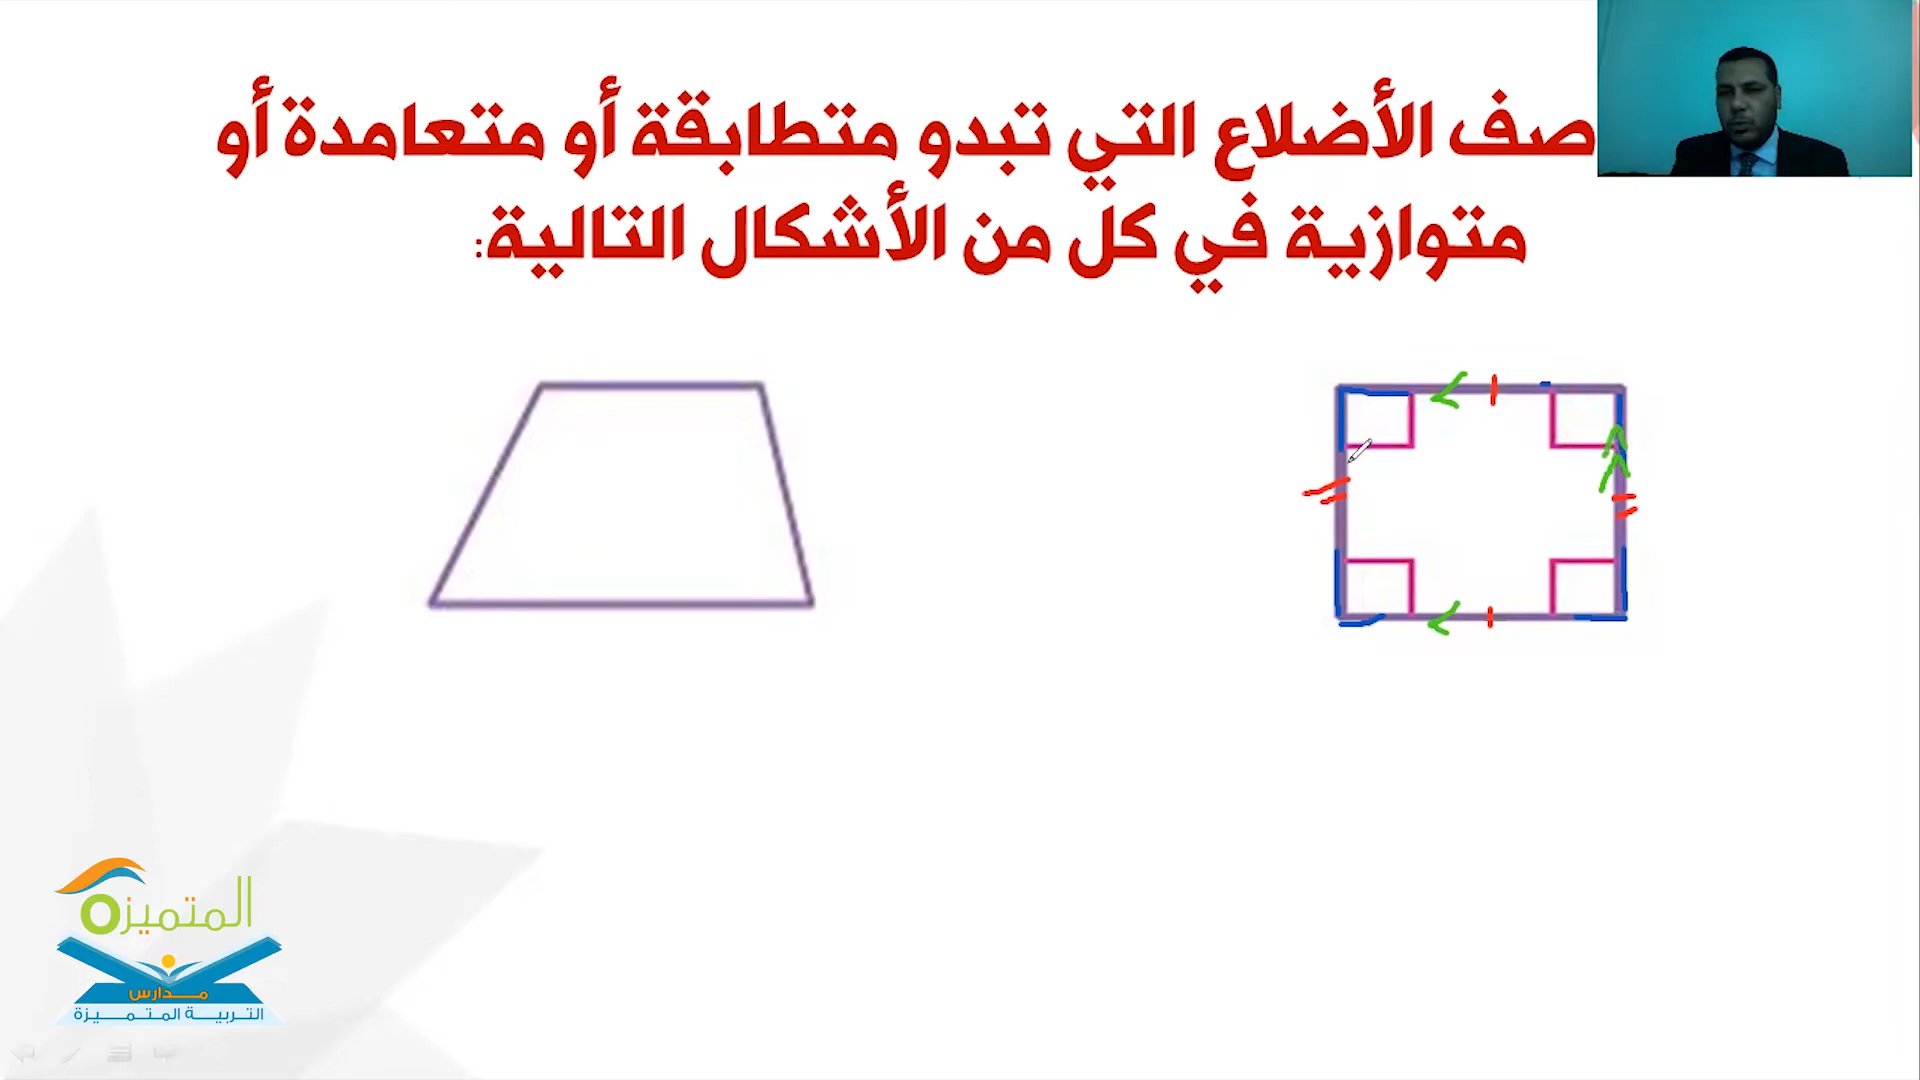 صف الأضلاع التي تبدو متطابقة أو متعامدة أو
متوازية في كل من الأشكال التالية:
المتميزة
مدارس
التربية المتميزة